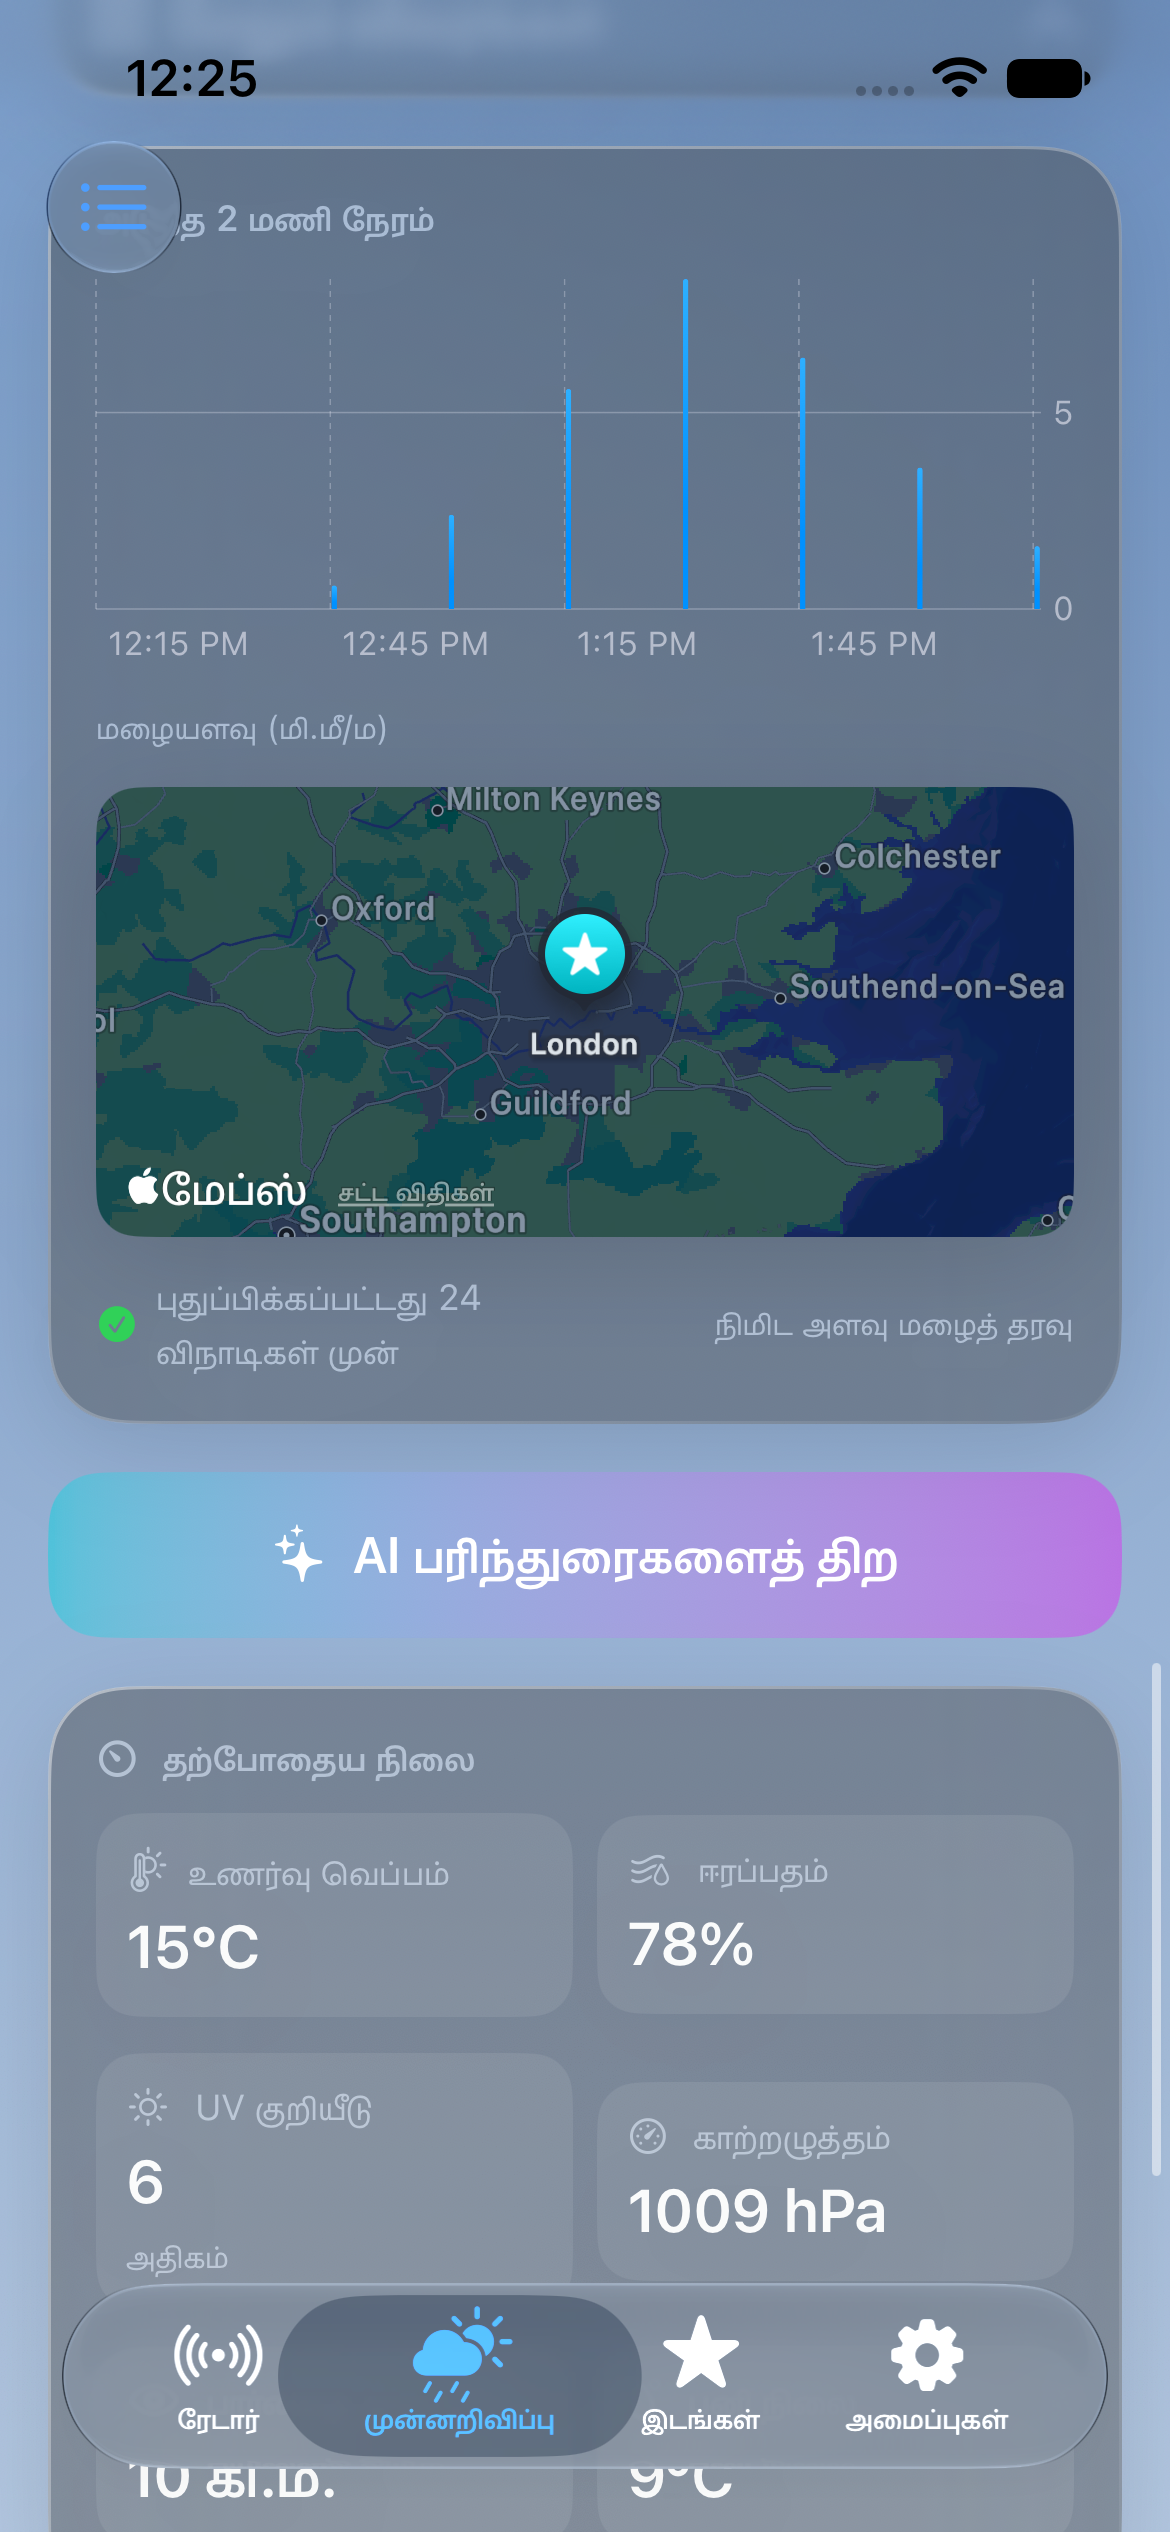 12:25
2 மணி நேரம்
5
0
12:15 PM
12:45 PM
1:15 PM
1:45 PM
மழையளவு (மி.மீ/ம)
Milton Keynes
Colchester
Oxford
Southend-on-Sea
London
Guildford
மேப்ஸ்
சட்ட விதிகள்
Southampton
புதுப்பிக்கப்பட்டது 24
விநாடிகள் முன்
நிமிட அளவு மழைத் தரவு
AI பரிந்துரைகளைத் திற
தற்போதைய நிலை
உணர்வு வெப்பம்
15°C
ஈரப்பதம்
78%
UV குறியீடு
6
அதிகம்
காற்றழுத்தம்
1009 hPa
ரேடார்
முன்னறிவிப்பு
இடங்கள்
அமைப்புகள்
10 கி.மீ.
9°C